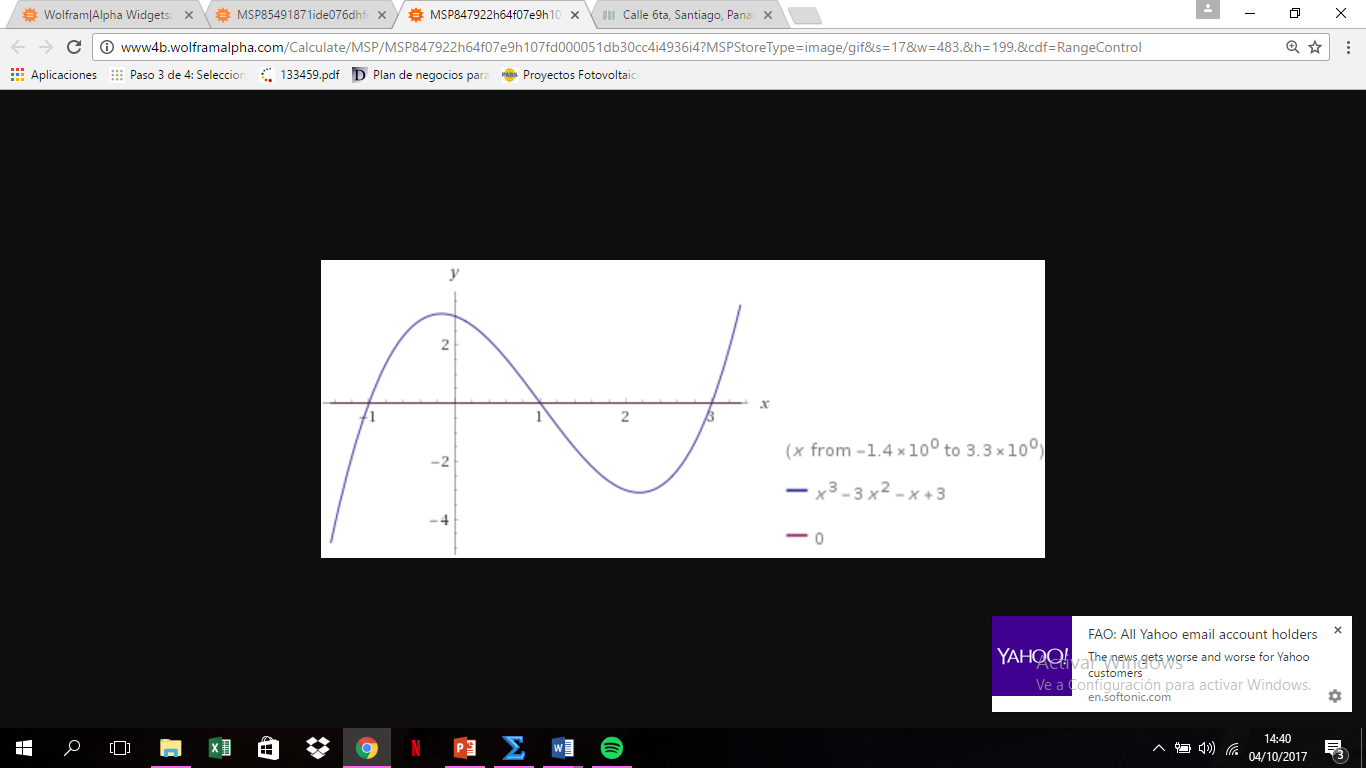 Wolfram|Alpha Widgets:
MSP85491871ide076dhf
MSP847922h64f07e9h10
Calle 6ta, Santiago, Pana
www4b.wolframalpha.com/Calculate/MSP/MSP847922h64f07e9h107fd000051db30cc4i4936i4?MSPStoreType=image/gif&s=17&w=483.&h=199.&cdf=RangeControl
Aplicaciones
Paso 3 de 4: Seleccion
133459.pdf
Plan de negocios para
Proyectos Fotovoltaic
y
2
x
-1
1
2
3
-2
-4
(x from −1.4×10⁰ to 3.3×10⁰)
x³ − 3 x² − x + 3
0
YAHOO!
FAO: All Yahoo email account holders
The news gets worse and worse for Yahoo
customers
en.softonic.com
Activar Windows
Ve a Configuración para activar Windows.
14:40
04/10/2017
3